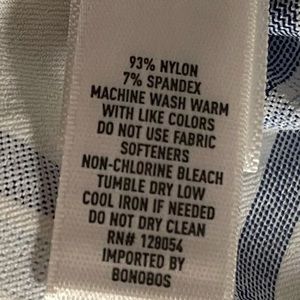 93% NYLON
7% SPANDEX
MACHINE WASH WARM
WITH LIKE COLORS
DO NOT USE FABRIC
SOFTENERS
NON-CHLORINE BLEACH
TUMBLE DRY LOW
COOL IRON IF NEEDED
DO NOT DRY CLEAN
RN# 128054
IMPORTED BY
BONOBOS